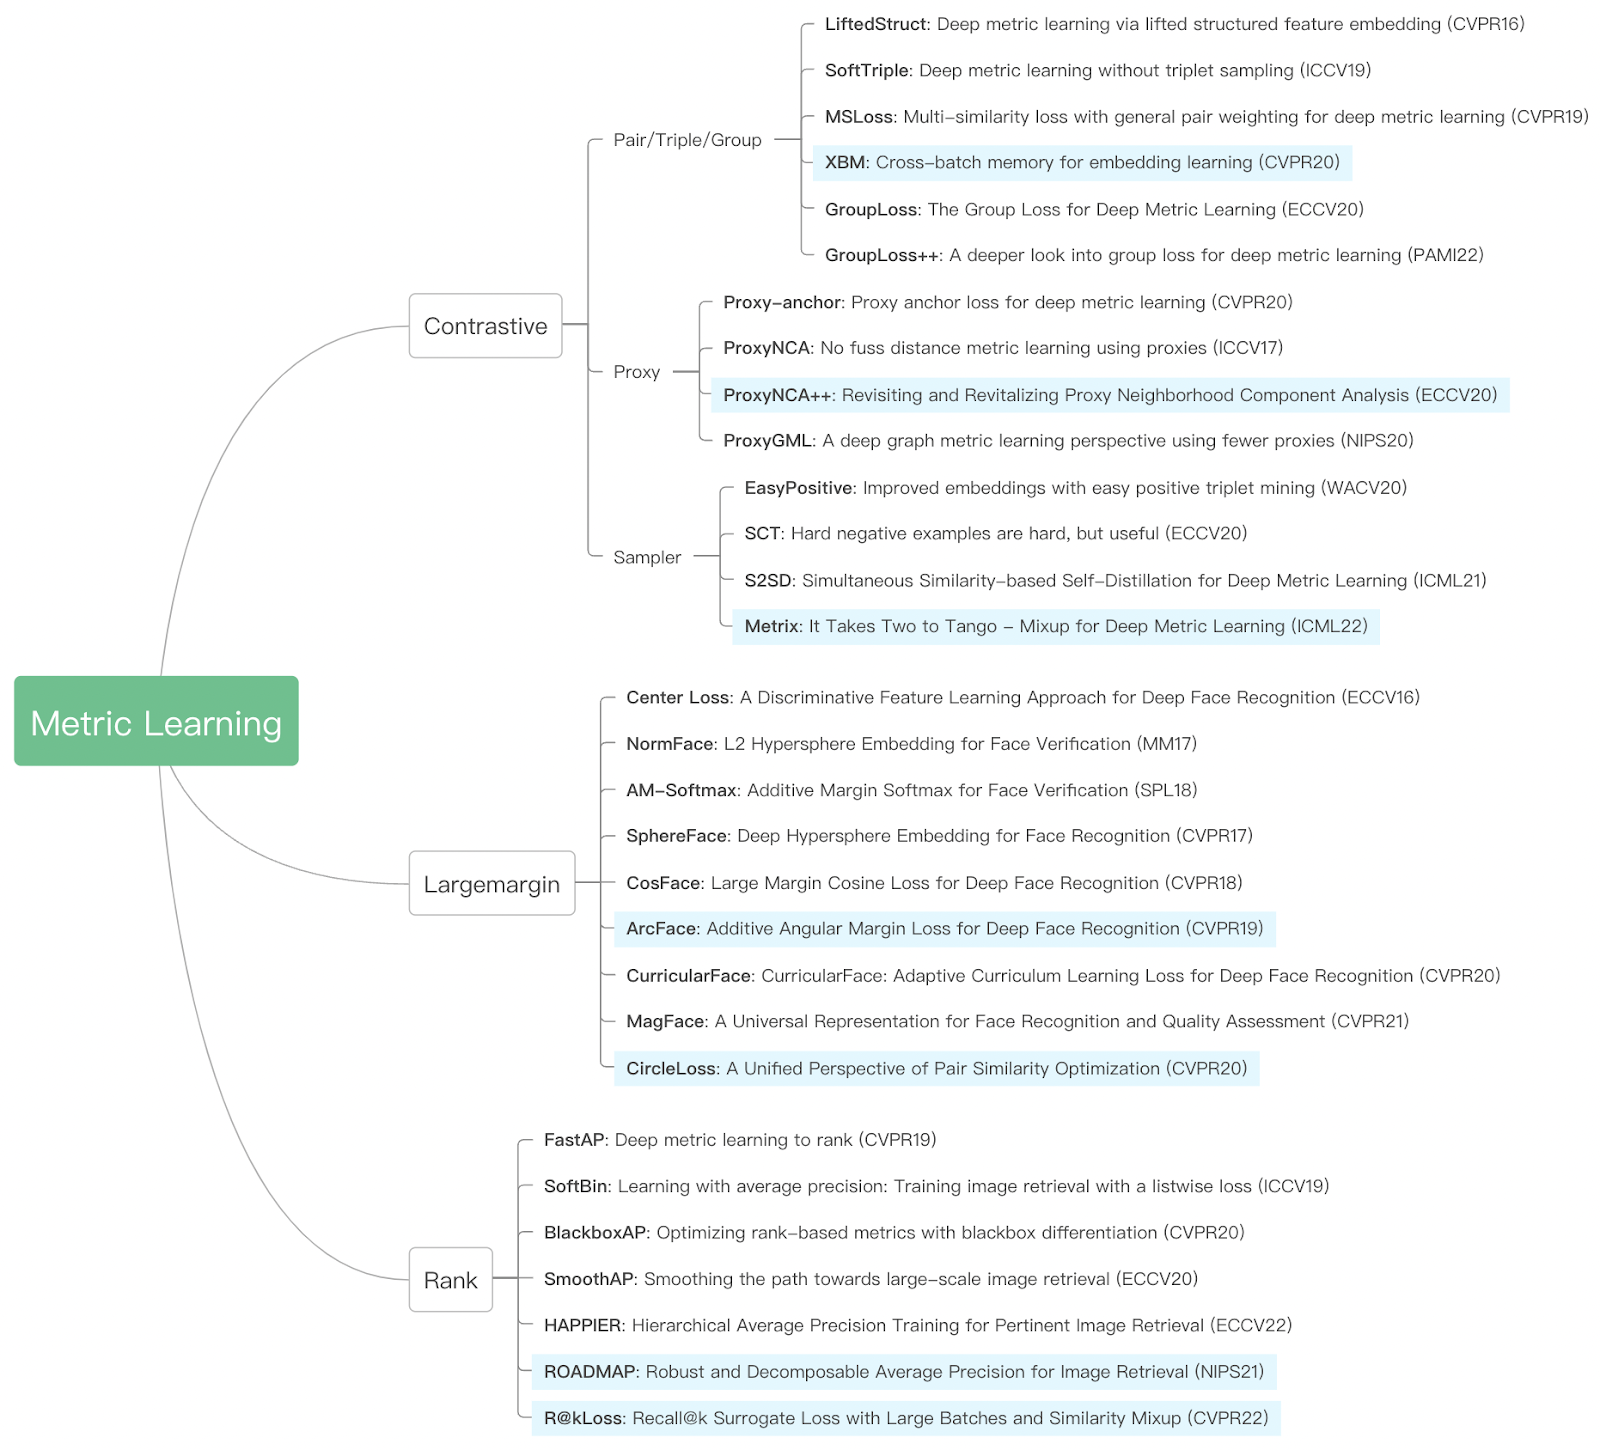 Metric Learning
Contrastive
Pair/Triple/Group
LiftedStruct: Deep metric learning via lifted structured feature embedding (CVPR16)
SoftTriple: Deep metric learning without triplet sampling (ICCV19)
MSLoss: Multi-similarity loss with general pair weighting for deep metric learning (CVPR19)
XBM: Cross-batch memory for embedding learning (CVPR20)
GroupLoss: The Group Loss for Deep Metric Learning (ECCV20)
GroupLoss++: A deeper look into group loss for deep metric learning (PAMI22)
Proxy
Proxy-anchor: Proxy anchor loss for deep metric learning (CVPR20)
ProxyNCA: No fuss distance metric learning using proxies (ICCV17)
ProxyNCA++: Revisiting and Revitalizing Proxy Neighborhood Component Analysis (ECCV20)
ProxyGML: A deep graph metric learning perspective using fewer proxies (NIPS20)
Sampler
EasyPositive: Improved embeddings with easy positive triplet mining (WACV20)
SCT: Hard negative examples are hard, but useful (ECCV20)
S2SD: Simultaneous Similarity-based Self-Distillation for Deep Metric Learning (ICML21)
Metrix: It Takes Two to Tango - Mixup for Deep Metric Learning (ICML22)
Largemargin
Center Loss: A Discriminative Feature Learning Approach for Deep Face Recognition (ECCV16)
NormFace: L2 Hypersphere Embedding for Face Verification (MM17)
AM-Softmax: Additive Margin Softmax for Face Verification (SPL18)
SphereFace: Deep Hypersphere Embedding for Face Recognition (CVPR17)
CosFace: Large Margin Cosine Loss for Deep Face Recognition (CVPR18)
ArcFace: Additive Angular Margin Loss for Deep Face Recognition (CVPR19)
CurricularFace: CurricularFace: Adaptive Curriculum Learning Loss for Deep Face Recognition (CVPR20)
MagFace: A Universal Representation for Face Recognition and Quality Assessment (CVPR21)
CircleLoss: A Unified Perspective of Pair Similarity Optimization (CVPR20)
Rank
FastAP: Deep metric learning to rank (CVPR19)
SoftBin: Learning with average precision: Training image retrieval with a listwise loss (ICCV19)
BlackboxAP: Optimizing rank-based metrics with blackbox differentiation (CVPR20)
SmoothAP: Smoothing the path towards large-scale image retrieval (ECCV20)
HAPPIER: Hierarchical Average Precision Training for Pertinent Image Retrieval (ECCV22)
ROADMAP: Robust and Decomposable Average Precision for Image Retrieval (NIPS21)
R@kLoss: Recall@k Surrogate Loss with Large Batches and Similarity Mixup (CVPR22)